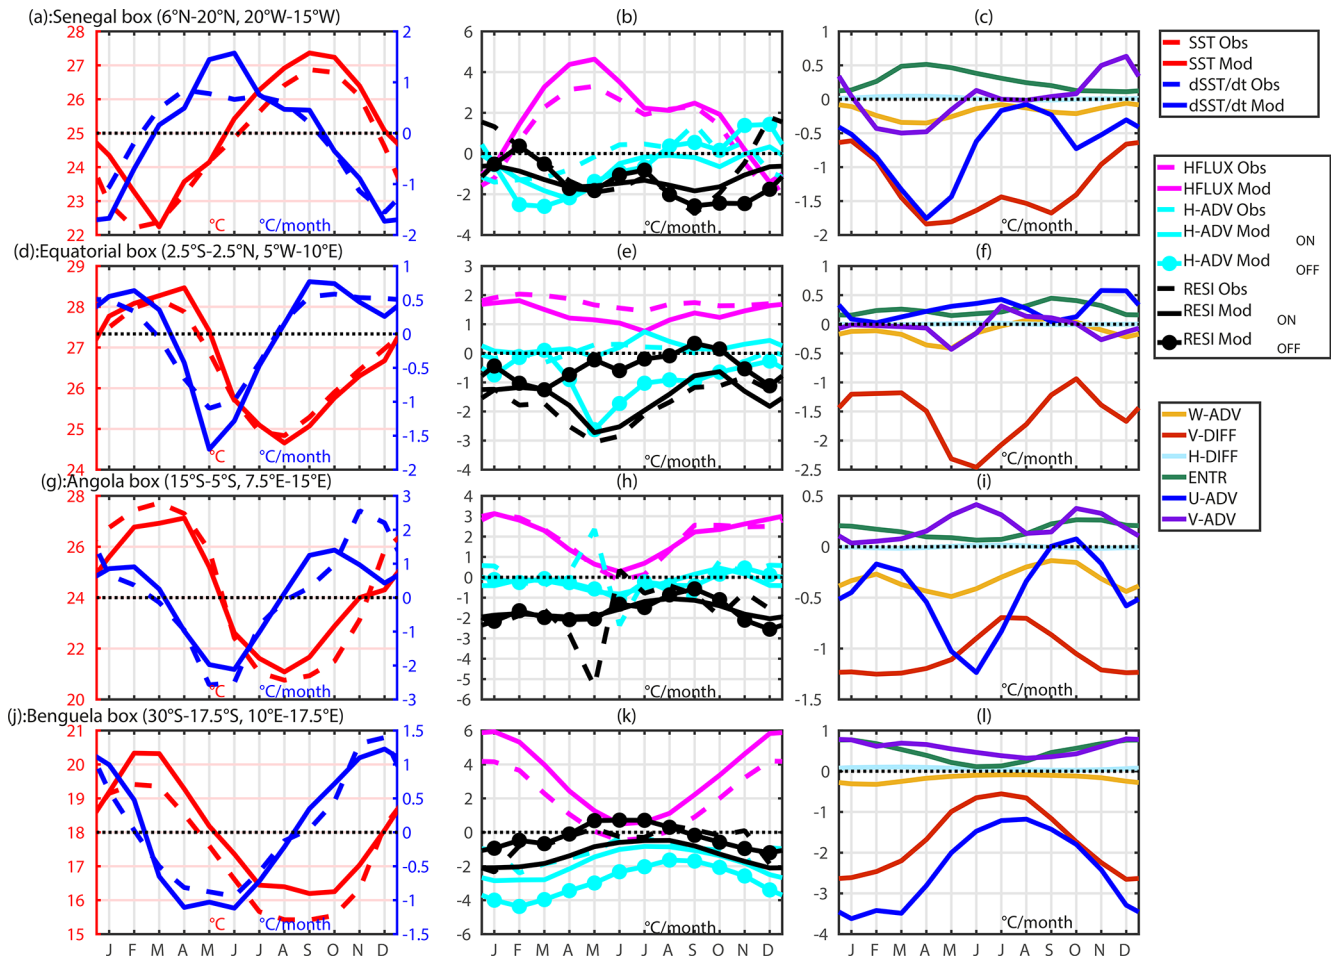 (a):Senegal box (6°N-20°N, 20°W-15°W)
(b)
(c)
28
27
26
25
24
23
22
2
1
0
-1
-2
°C
°C/month
6
4
2
0
-2
-4
°C/month
1
0.5
0
-0.5
-1
-1.5
-2
°C/month
SST Obs
SST Mod
dSST/dt Obs
dSST/dt Mod
HFLUX Obs
HFLUX Mod
H-ADV Obs
H-ADV Mod ON
H-ADV Mod OFF
RESI Obs
RESI Mod ON
RESI Mod OFF
W-ADV
V-DIFF
H-DIFF
ENTR
U-ADV
V-ADV
(d):Equatorial box (2.5°S-2.5°N, 5°W-10°E)
(e)
(f)
29
28
27
26
25
24
1
0.5
0
-0.5
-1
-1.5
-2
°C
°C/month
3
2
1
0
-1
-2
-3
-4
°C/month
1
0.5
0
-0.5
-1
-1.5
-2
-2.5
°C/month
(g):Angola box (15°S-5°S, 7.5°E-15°E)
(h)
(i)
28
26
24
22
20
3
2
1
0
-1
-2
-3
°C
°C/month
4
3
2
1
0
-1
-2
-3
-4
-5
-6
°C/month
0.5
0
-0.5
-1
-1.5
°C/month
(j):Benguela box (30°S-17.5°S, 10°E-17.5°E)
(k)
(l)
21
20
19
18
17
16
15
1.5
1
0.5
0
-0.5
-1
1.5
°C
°C/month
6
4
2
0
-2
-4
-6
°C/month
1
0
-1
-2
-3
-4
°C/month
J F M A M J J A S O N D
J F M A M J J A S O N D
J F M A M J J A S O N D